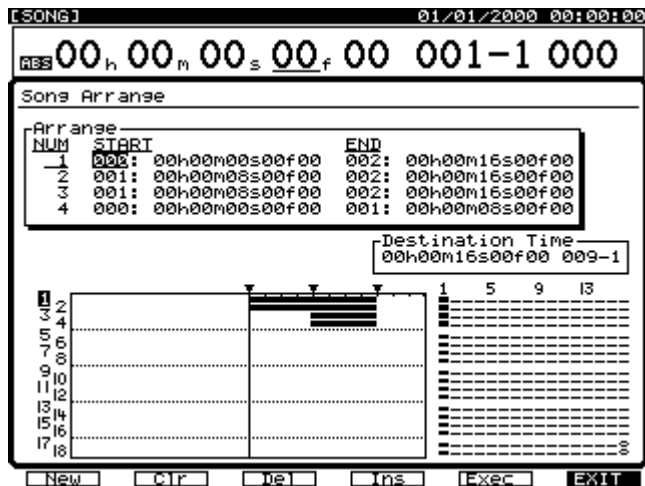 [SONG] 01/01/2000 00:00:00
ABS 00h 00m 00s 00f 00 001-1 000
Song Arrange
Arrange
NUM START END
1 000: 00h00m00s00f00 002: 00h00m16s00f00
2 001: 00h00m08s00f00 002: 00h00m16s00f00
3 001: 00h00m08s00f00 002: 00h00m16s00f00
4 000: 00h00m00s00f00 001: 00h00m08s00f00
Destination Time
00h00m16s00f00 009-1
1 5 9 13
1
2
3
4
5
6
7
8
9
10
11
12
13
14
15
16
17
18
8
New Clr Del Ins Exec EXIT